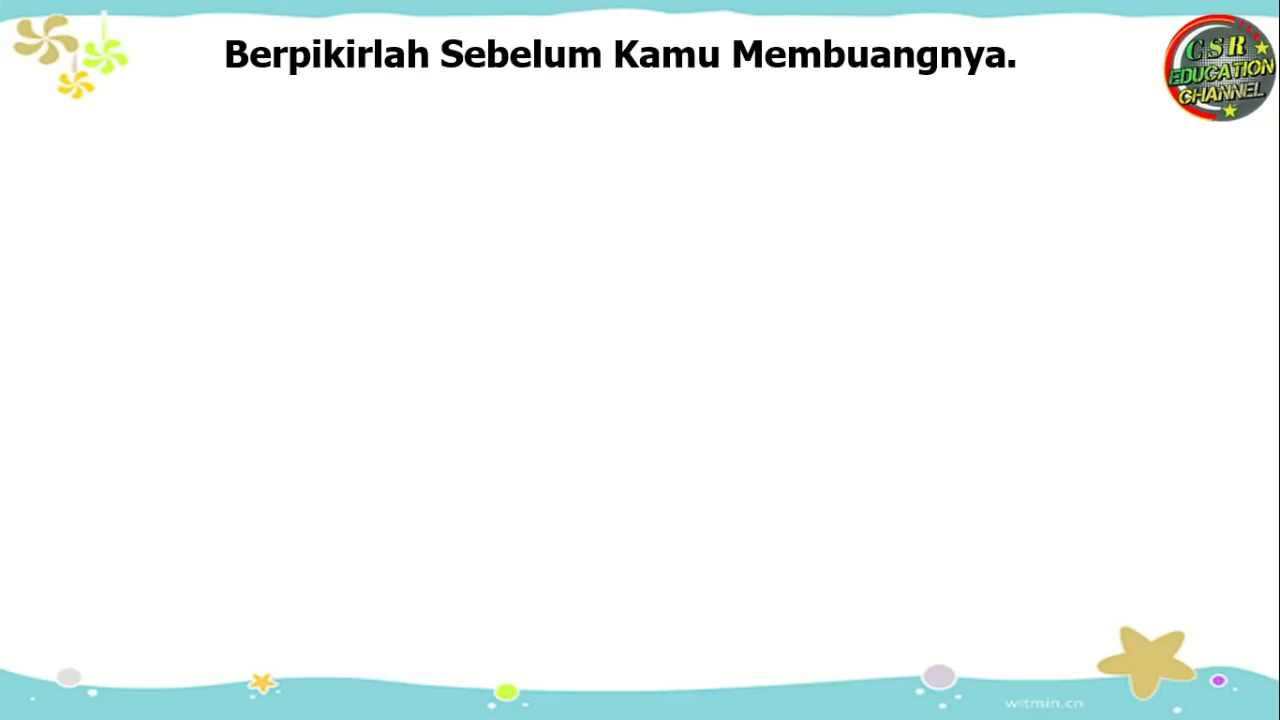 Berpikirlah Sebelum Kamu Membuangnya.
CSR
EDUCATION
CHANNEL
witmin.cn